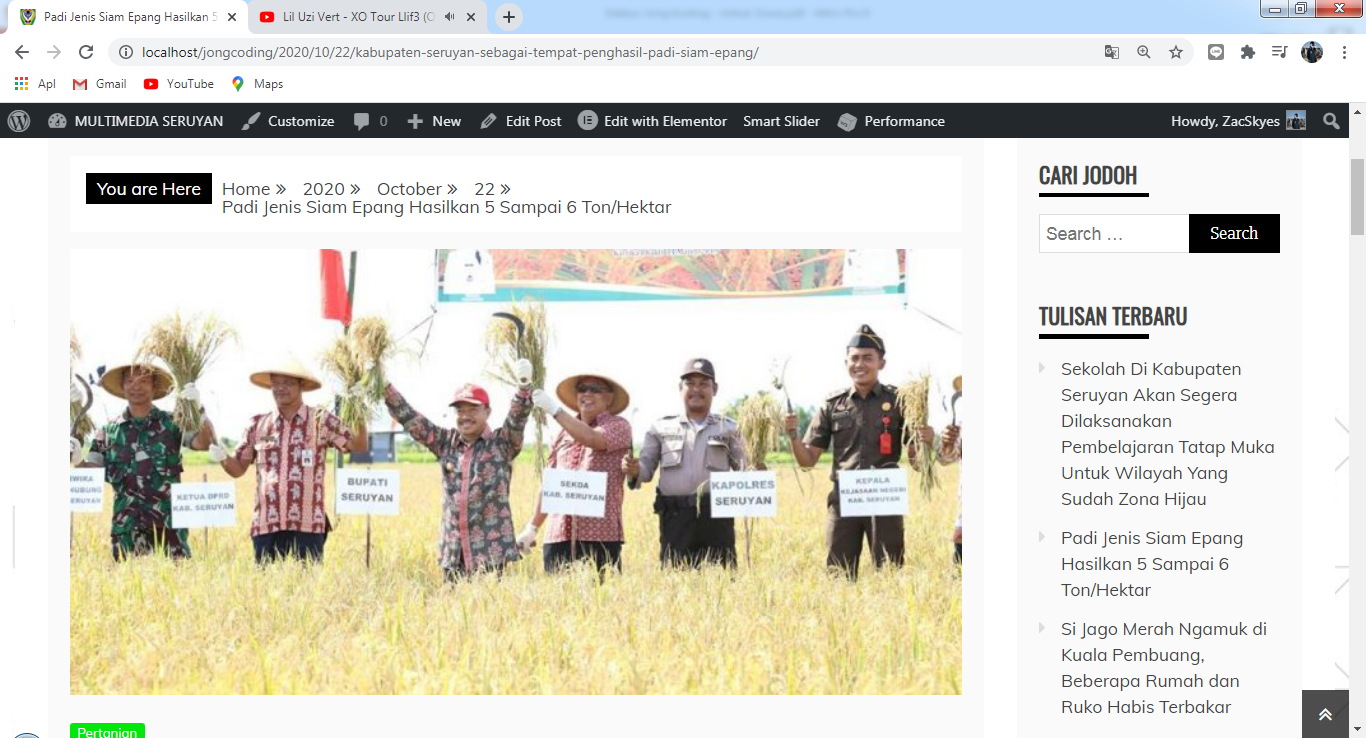 Padi Jenis Siam Epang Hasilkan 5
Lil Uzi Vert - XO Tour Llif3 (O
localhost/jongcoding/2020/10/22/kabupaten-seruyan-sebagai-tempat-penghasil-padi-siam-epang/
Apl
Gmail
YouTube
Maps
MULTIMEDIA SERUYAN
Customize
0
New
Edit Post
Edit with Elementor
Smart Slider
Performance
Howdy, ZacSkyes
You are Here
Home » 2020 » October » 22 »
Padi Jenis Siam Epang Hasilkan 5 Sampai 6 Ton/Hektar
KETUA DPRD
KAB. SERUYAN
BUPATI
SERUYAN
SEKDA
KAB. SERUYAN
KAPOLRES
SERUYAN
KEPALA
KEJAKSAAN NEGERI
KAB. SERUYAN
Pertanian
CARI JODOH
Search …
Search
TULISAN TERBARU
Sekolah Di Kabupaten
Seruyan Akan Segera
Dilaksanakan
Pembelajaran Tatap Muka
Untuk Wilayah Yang
Sudah Zona Hijau
Padi Jenis Siam Epang
Hasilkan 5 Sampai 6
Ton/Hektar
Si Jago Merah Ngamuk di
Kuala Pembuang,
Beberapa Rumah dan
Ruko Habis Terbakar